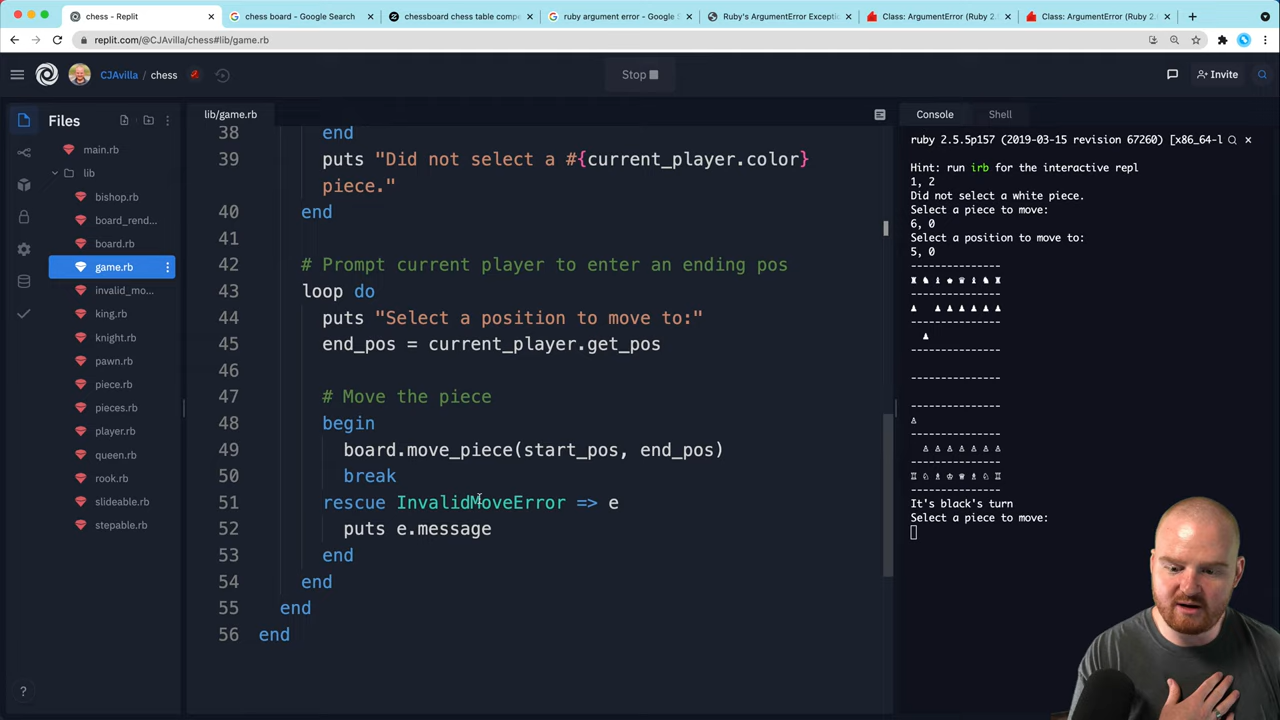 chess - Replit
chess board - Google Search
chessboard chess table compe
ruby argument error - Google S
Ruby's ArgumentError Exceptio
Class: ArgumentError (Ruby 2.
Class: ArgumentError (Ruby 2.
replit.com/@CJAvilla/chess#lib/game.rb
CJAvilla / chess
Stop
Invite
Files
main.rb
lib
bishop.rb
board_rend...
board.rb
game.rb
invalid_mo...
king.rb
knight.rb
pawn.rb
piece.rb
pieces.rb
player.rb
queen.rb
rook.rb
slideable.rb
stepable.rb
?
lib/game.rb
38 end
39 puts "Did not select a #{current_player.color}
piece."
40 end
41
42 # Prompt current player to enter an ending pos
43 loop do
44 puts "Select a position to move to:"
45 end_pos = current_player.get_pos
46
47 # Move the piece
48 begin
49 board.move_piece(start_pos, end_pos)
50 break
51 rescue InvalidMoveError => e
52 puts e.message
53 end
54 end
55 end
56 end
Console
Shell
ruby 2.5.5p157 (2019-03-15 revision 67260) [x86_64-l
Hint: run irb for the interactive repl
1, 2
Did not select a white piece.
Select a piece to move:
6, 0
Select a position to move to:
5, 0
---------------
♜ ♞ ♝ ♚ ♛ ♝ ♞ ♜
---------------
♟   ♟ ♟ ♟ ♟ ♟ ♟
---------------
♟
---------------
---------------
---------------
♙
---------------
♙ ♙ ♙ ♙ ♙ ♙ ♙
---------------
♖ ♘ ♗ ♔ ♕ ♗ ♘ ♖
---------------
It's black's turn
Select a piece to move: